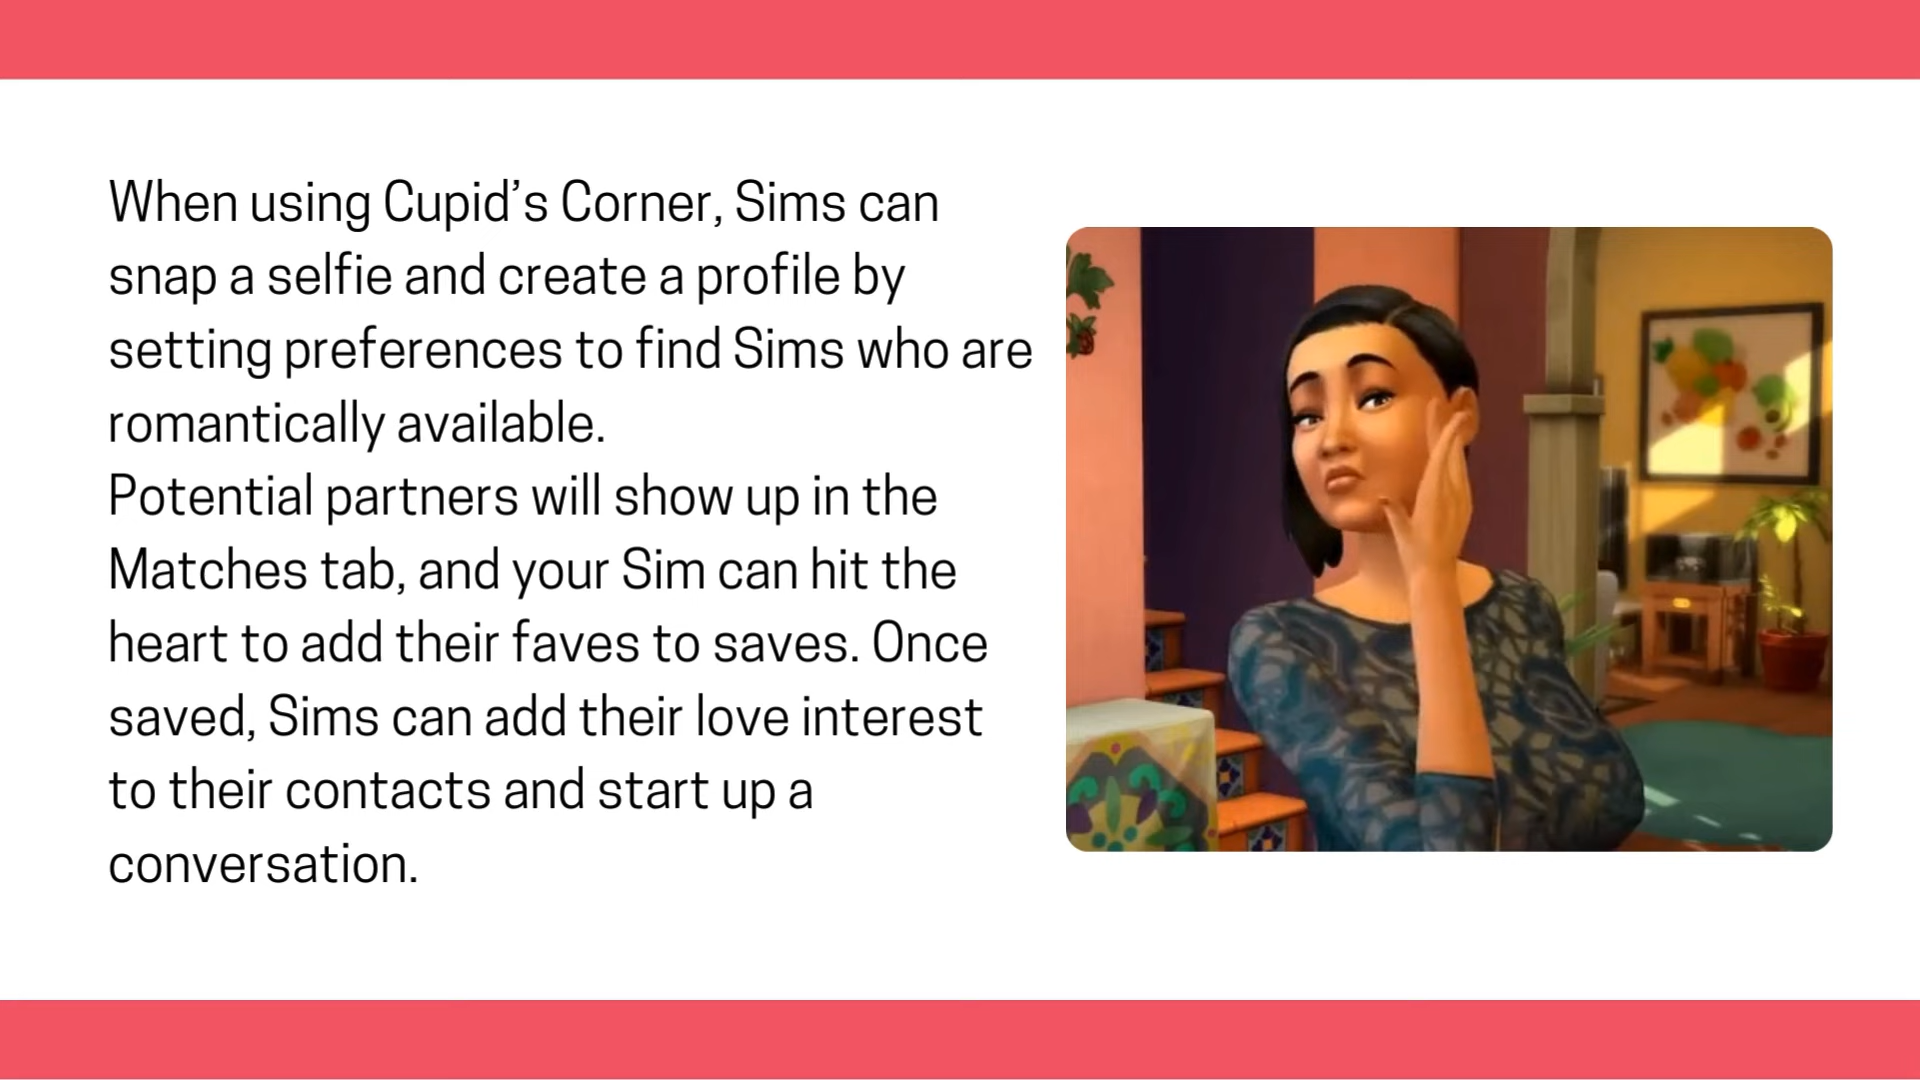 When using Cupid’s Corner, Sims can
snap a selfie and create a profile by
setting preferences to find Sims who are
romantically available.
Potential partners will show up in the
Matches tab, and your Sim can hit the
heart to add their faves to saves. Once
saved, Sims can add their love interest
to their contacts and start up a
conversation.